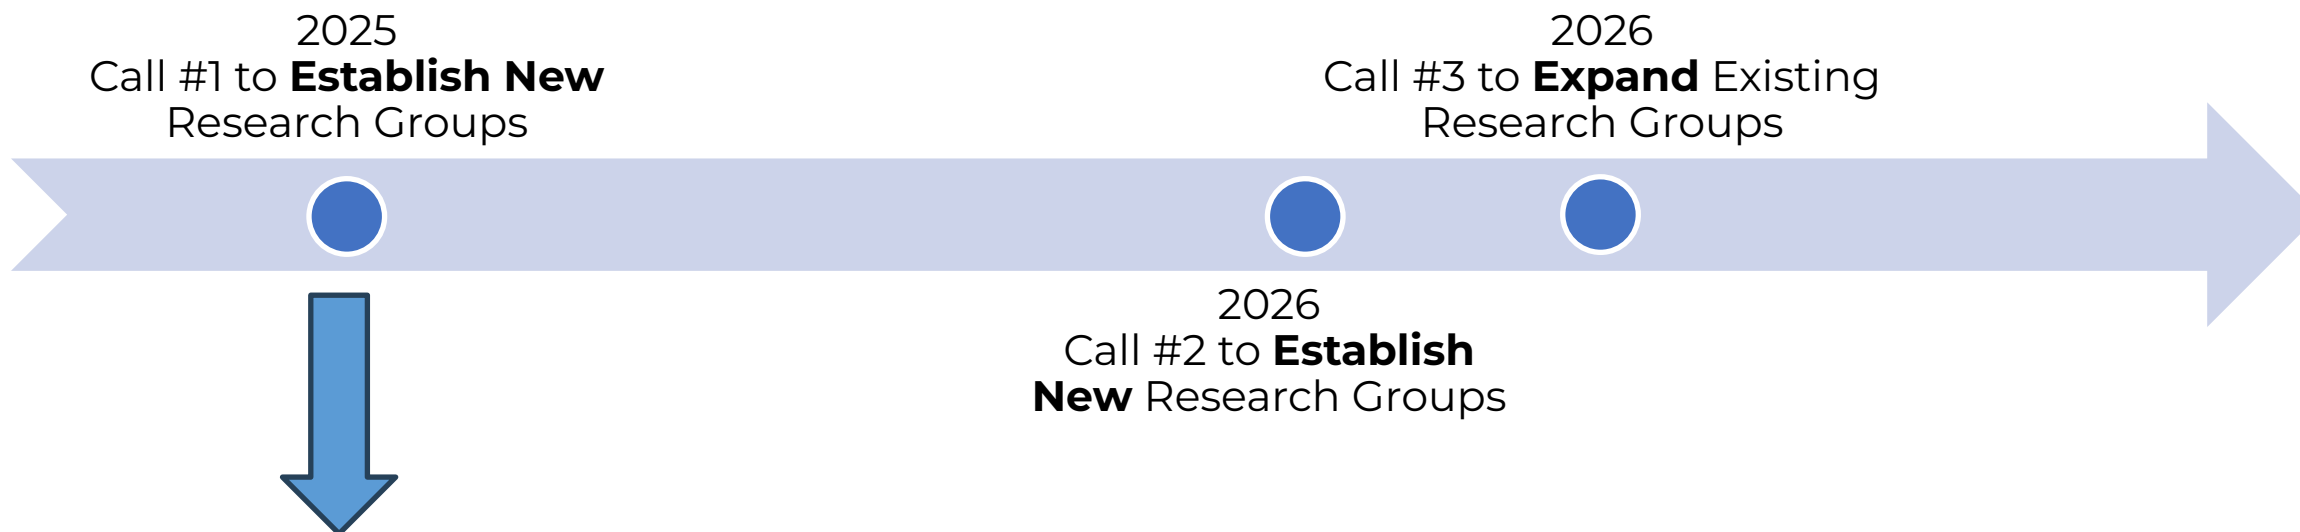 2025
Call #1 to Establish New
Research Groups
2026
Call #3 to Expand Existing
Research Groups
2026
Call #2 to Establish
New Research Groups